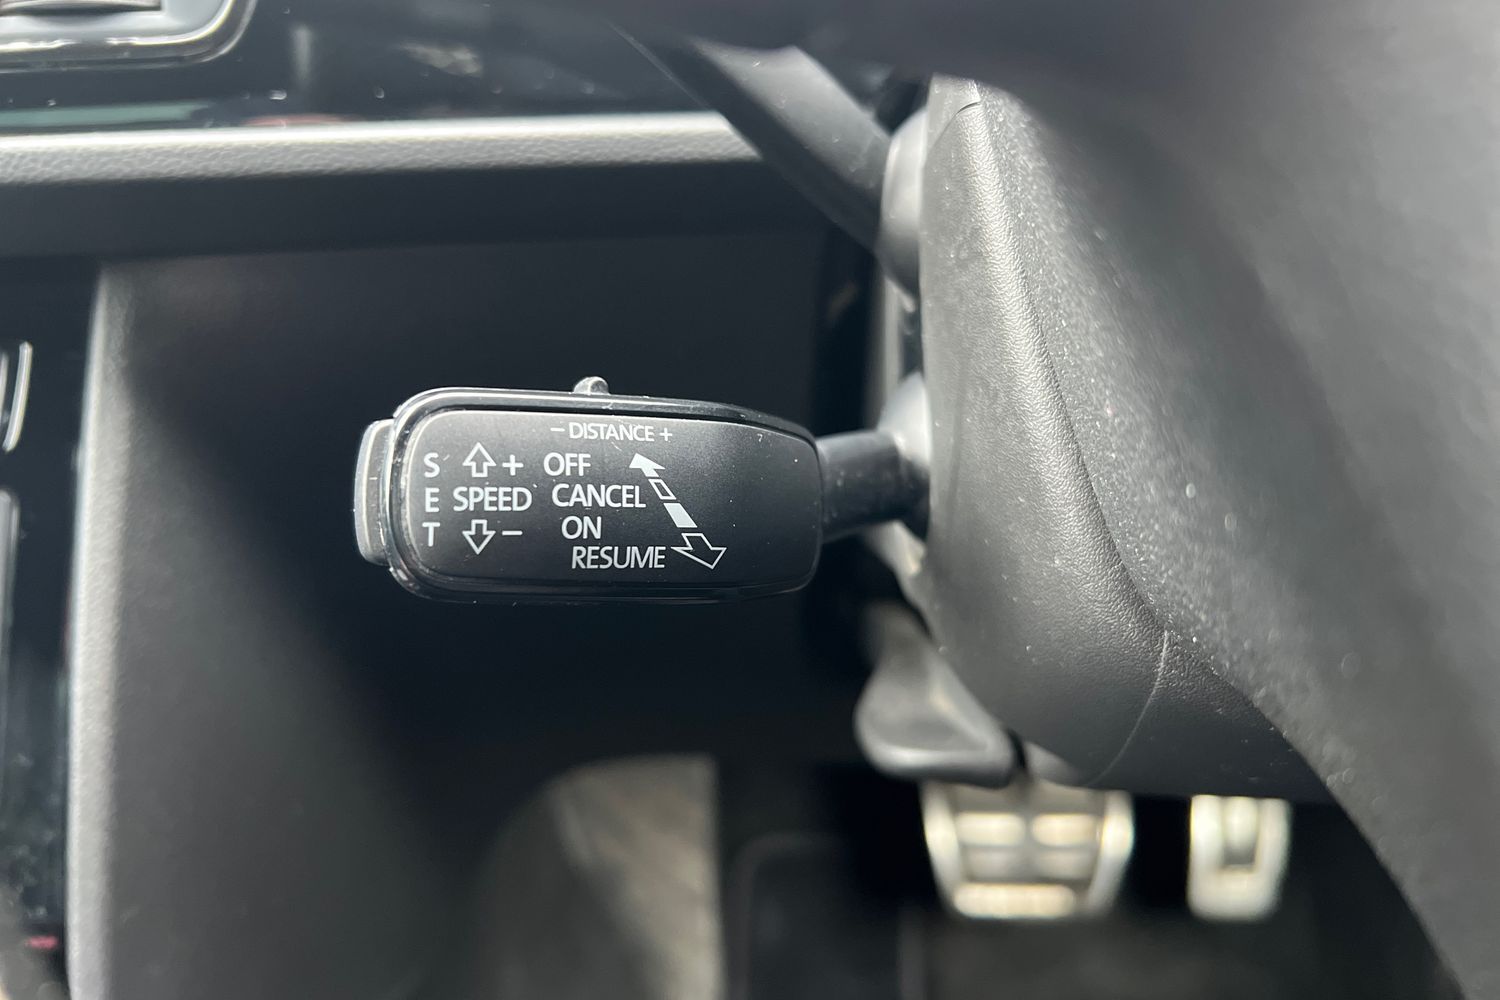 − DISTANCE +
S + OFF
E SPEED CANCEL
T − ON
RESUME